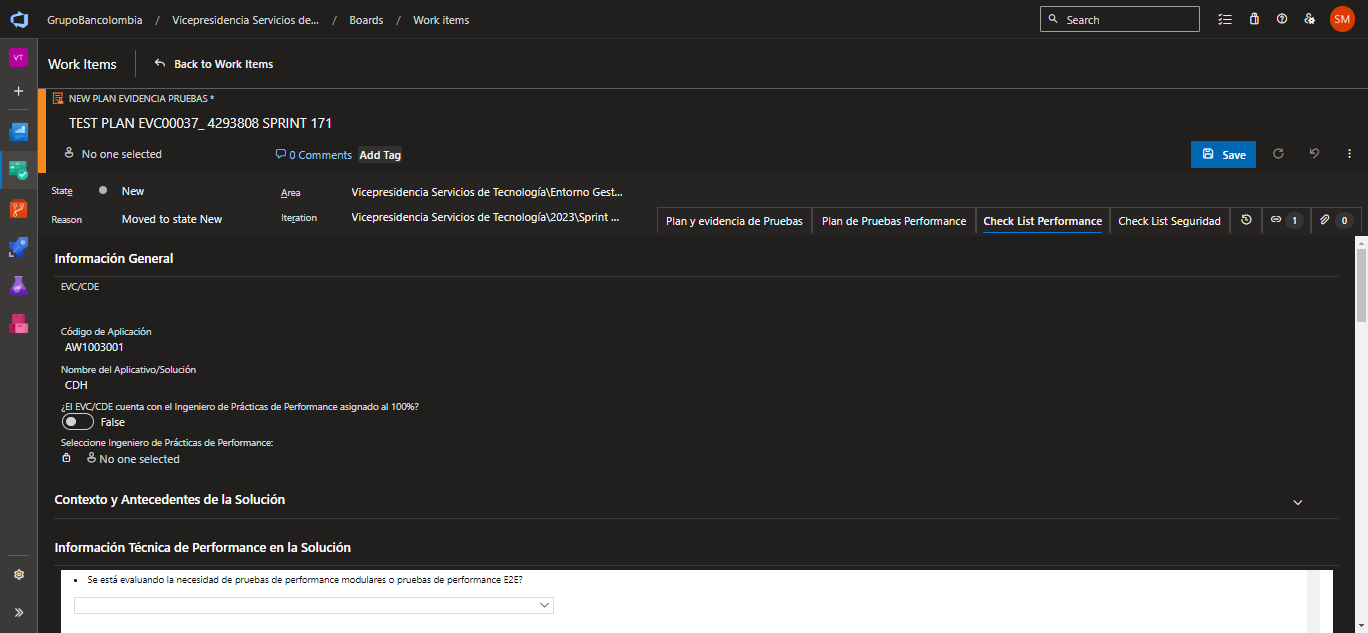 GrupoBancolombia / Vicepresidencia Servicios de... / Boards / Work items
Search
SM
VT
Work Items
Back to Work Items
NEW PLAN EVIDENCIA PRUEBAS *
TEST PLAN EVC00037_ 4293808 SPRINT 171
No one selected
0 Comments
Add Tag
Save
State
New
Area
Vicepresidencia Servicios de Tecnología\Entorno Gest...
Reason
Moved to state New
Iteration
Vicepresidencia Servicios de Tecnología\2023\Sprint ...
Plan y evidencia de Pruebas
Plan de Pruebas Performance
Check List Performance
Check List Seguridad
1
0
Información General
EVC/CDE
Código de Aplicación
AW1003001
Nombre del Aplicativo/Solución
CDH
¿El EVC/CDE cuenta con el Ingeniero de Prácticas de Performance asignado al 100%?
False
Seleccione Ingeniero de Prácticas de Performance:
No one selected
Contexto y Antecedentes de la Solución
Información Técnica de Performance en la Solución
• Se está evaluando la necesidad de pruebas de performance modulares o pruebas de performance E2E?